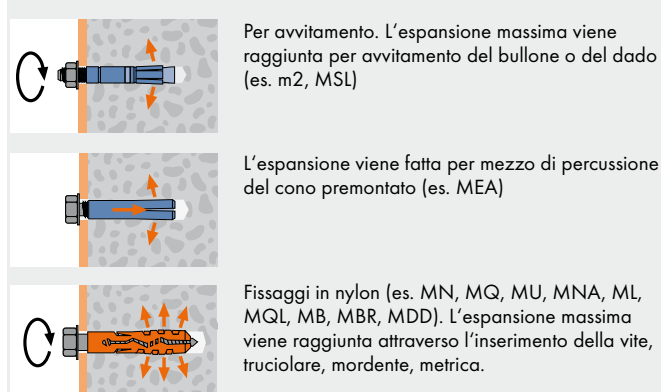 Per avvitamento. L‘espansione massima viene
raggiunta per avvitamento del bullone o del dado
(es. m2, MSL)
L‘espansione viene fatta per mezzo di percussione
del cono premontato (es. MEA)
Fissaggi in nylon (es. MN, MQ, MU, MNA, ML,
MQL, MB, MBR, MDD). L‘espansione massima
viene raggiunta attraverso l‘inserimento della vite,
truciolare, mordente, metrica.